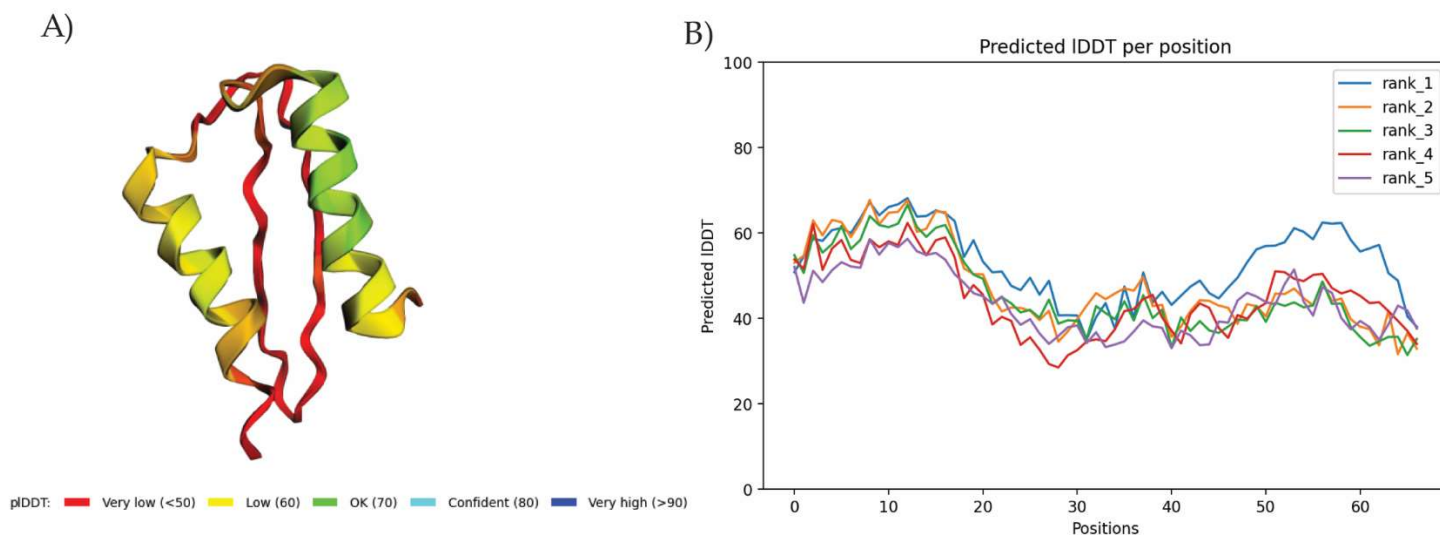 A)
plDDT: Very low (<50) Low (60) OK (70) Confident (80) Very high (>90)
B)
Predicted lDDT per position
Predicted lDDT
100
80
60
40
20
0
0 10 20 30 40 50 60
Positions
rank_1
rank_2
rank_3
rank_4
rank_5